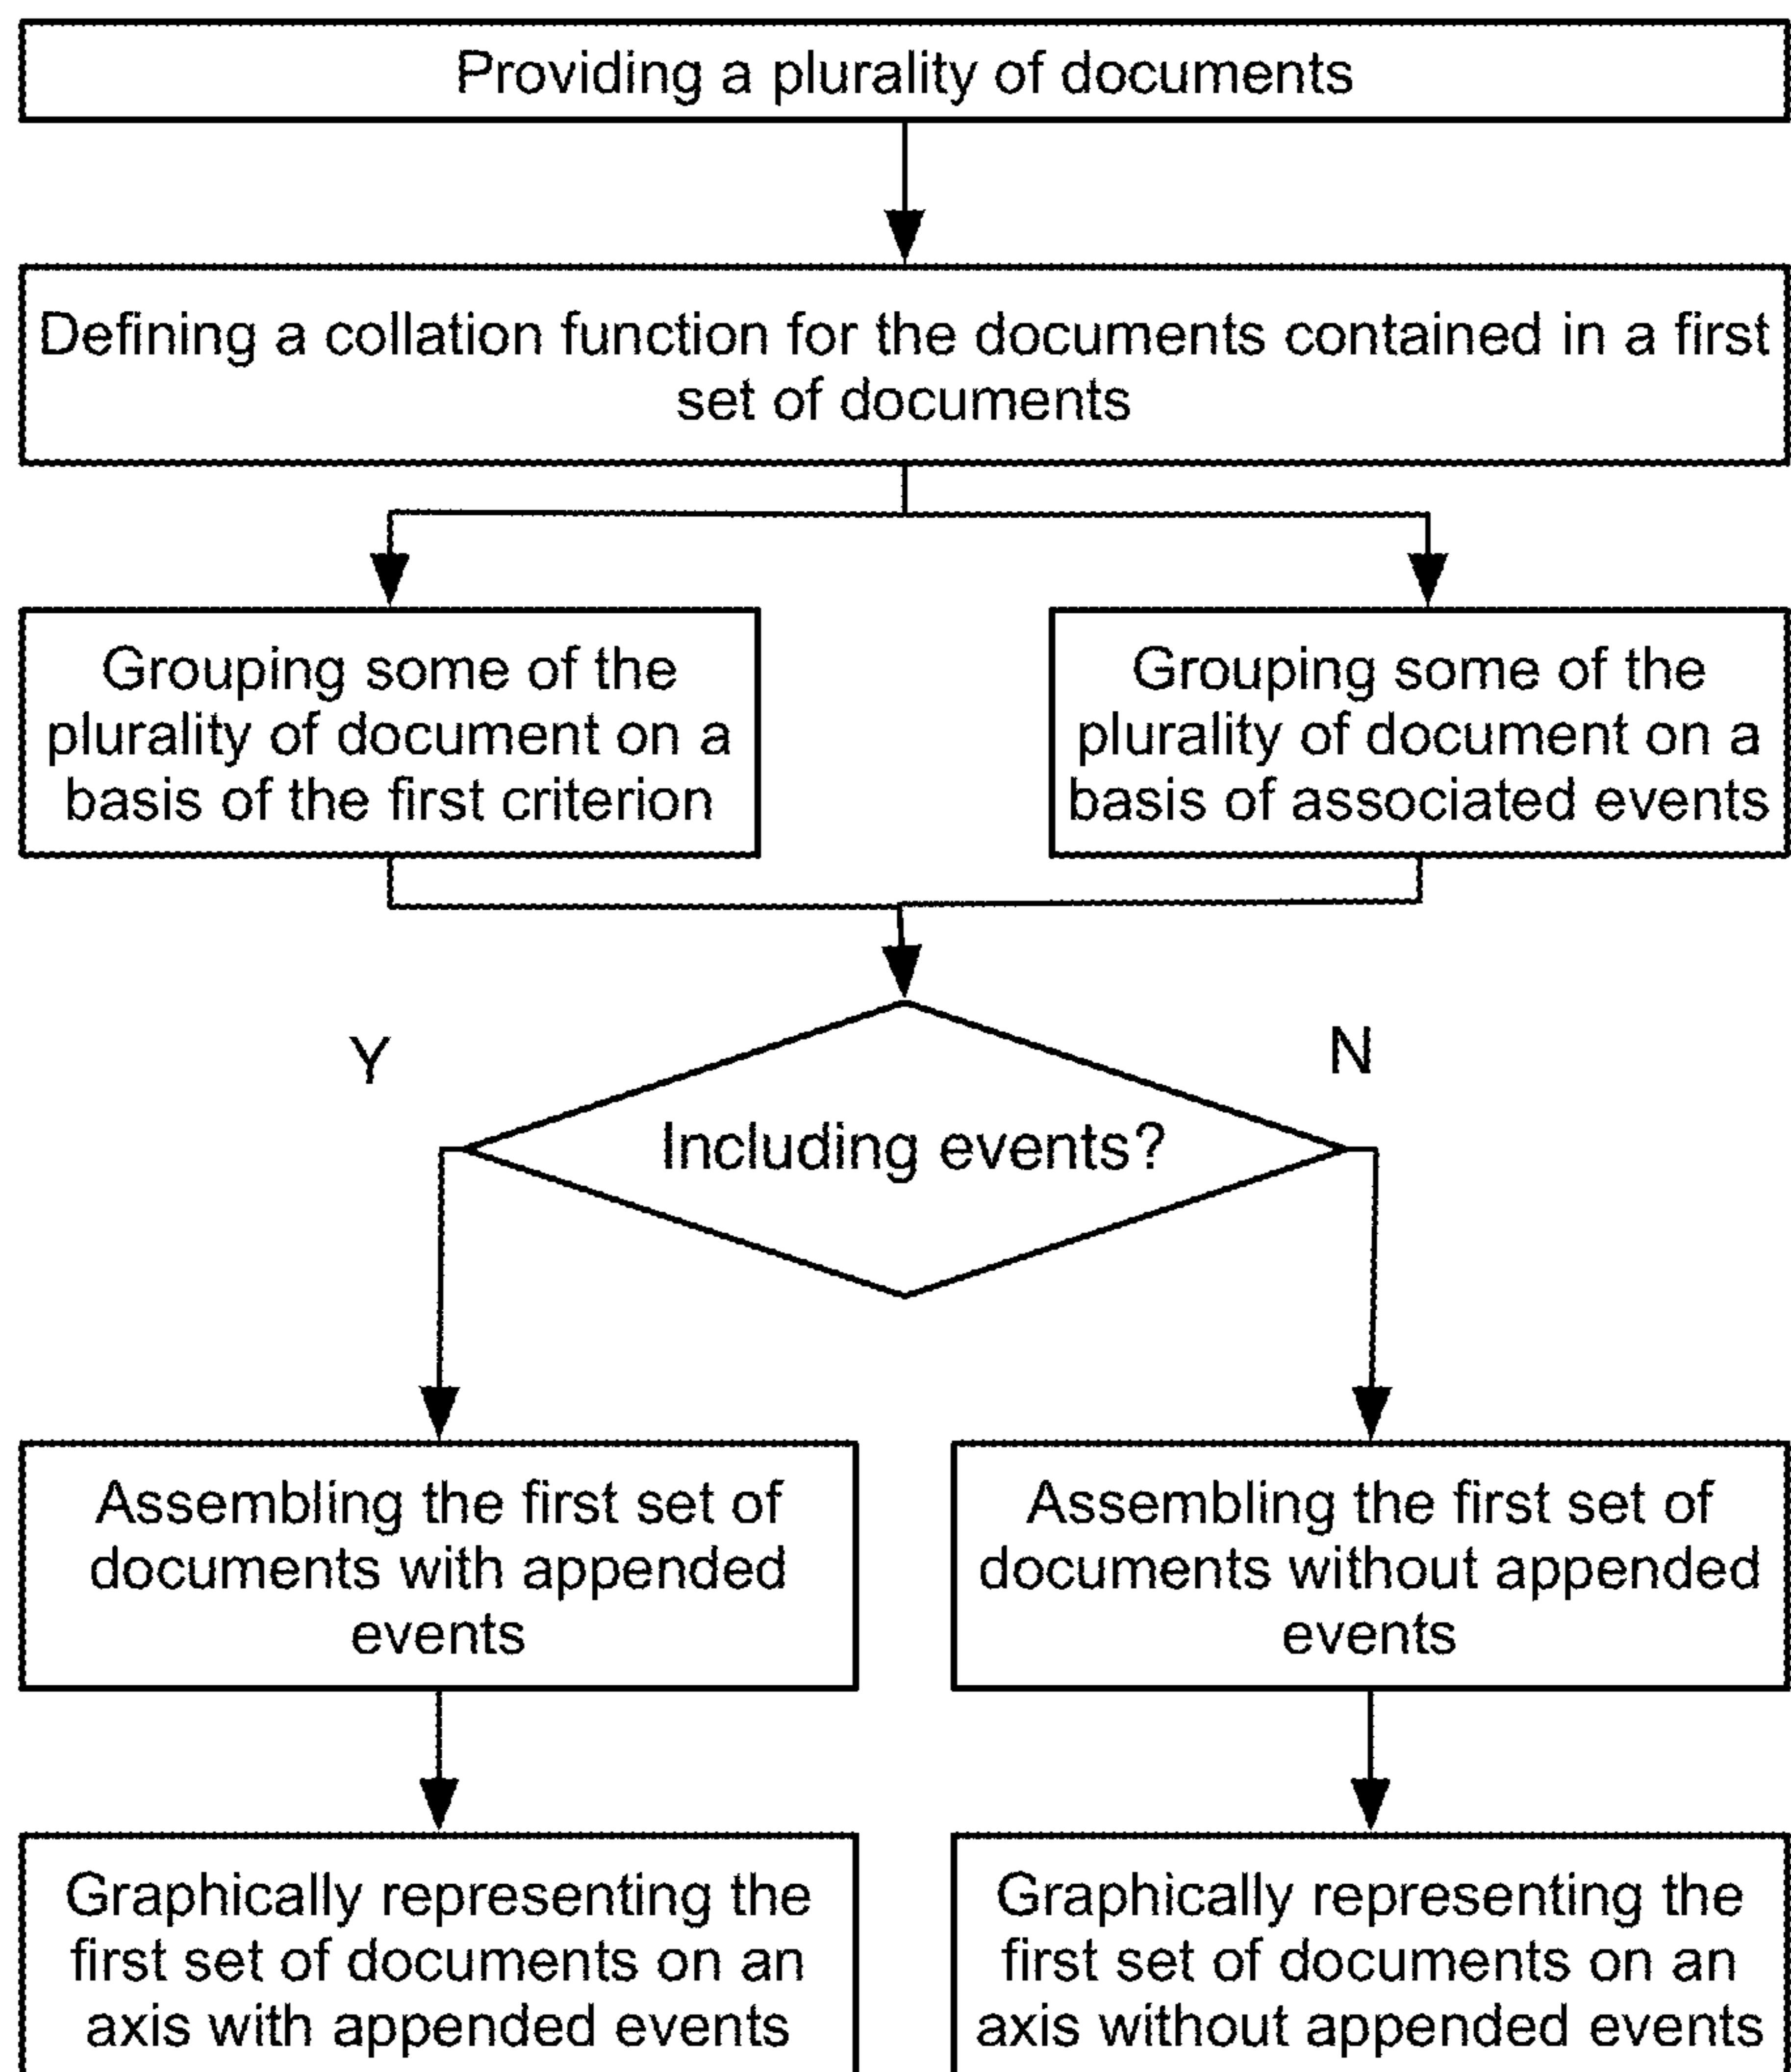 Providing a plurality of documents
Defining a collation function for the documents contained in a first
set of documents
Grouping some of the
plurality of document on a
basis of the first criterion
Grouping some of the
plurality of document on a
basis of associated events
Y
N
Including events?
Assembling the first set of
documents with appended
events
Assembling the first set of
documents without appended
events
Graphically representing the
first set of documents on an
axis with appended events
Graphically representing the
first set of documents on an
axis without appended events